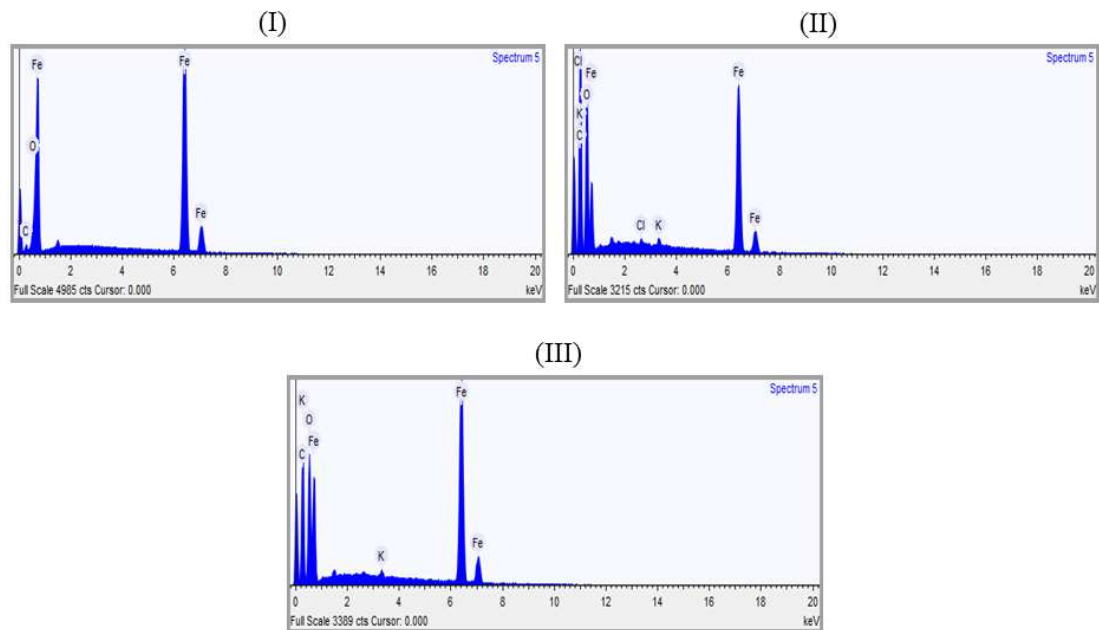 (I)
Spectrum 5
Fe
Fe
O
Fe
C
0 2 4 6 8 10 12 14 16 18 20
Full Scale 4985 cts Cursor: 0.000 keV
(II)
Spectrum 5
Cl
Fe
Fe
O
K
C
Cl K Fe
0 2 4 6 8 10 12 14 16 18 20
Full Scale 3215 cts Cursor: 0.000 keV
(III)
Spectrum 5
K
Fe
O
Fe
C
K
Fe
0 2 4 6 8 10 12 14 16 18 20
Full Scale 3389 cts Cursor: 0.000 keV